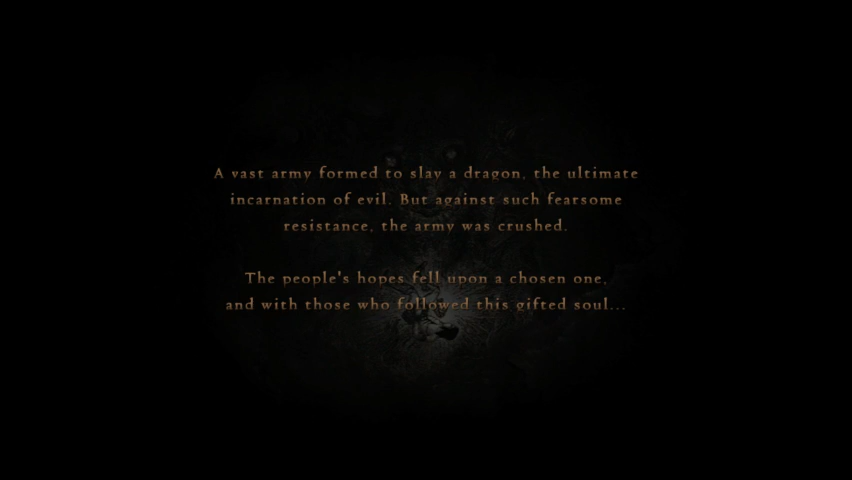 A vast army formed to slay a dragon, the ultimate
incarnation of evil. But against such fearsome
resistance, the army was crushed.
The people's hopes fell upon a chosen one,
and with those who followed this gifted soul...